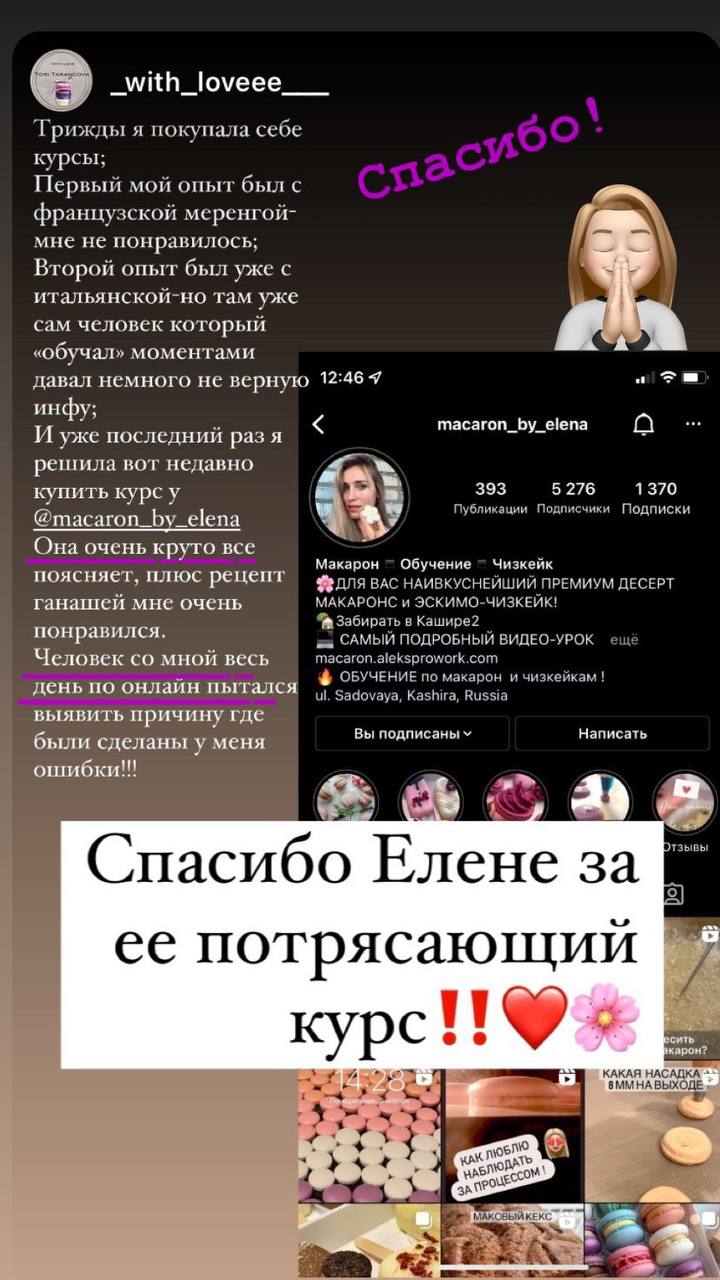 TORI TARANCOVA
_with_loveee___
Спасибо!
Трижды я покупала себе
курсы;
Первый мой опыт был с
французской меренгой-
мне не понравилось;
Второй опыт был уже с
итальянской-но там уже
сам человек который
«обучал» моментами
давал немного не верную
инфу;
И уже последний раз я
решила вот недавно
купить курс у
@macaron_by_elena
Она очень круто все
поясняет, плюс рецепт
ганашей мне очень
понравился.
Человек со мной весь
день по онлайн пытался
выявить причину где
были сделаны у меня
ошибки!!!
12:46
macaron_by_elena
393 5 276 1 370
Публикации Подписчики Подписки
Макарон Обучение Чизкейк
🌸ДЛЯ ВАС НАИВКУСНЕЙШИЙ ПРЕМИУМ ДЕСЕРТ
МАКАРОНС и ЭСКИМО-ЧИЗКЕЙК!
🏡Забирать в Кашире2
💻 САМЫЙ ПОДРОБНЫЙ ВИДЕО-УРОК ещё
macaron.aleksprowork.com
🔥 ОБУЧЕНИЕ по макарон и чизкейкам !
ul. Sadovaya, Kashira, Russia
Вы подписаны
Написать
Отзывы
Спасибо Елене за
ее потрясающий
курс‼️❤️🌸
есить
акарон?
14:28
КАК ЛЮБЛЮ
НАБЛЮДАТЬ
ЗА ПРОЦЕССОМ !
КАКАЯ НАСАДКА
8 ММ НА ВЫХОДЕ
МАКОВЫЙ КЕКС